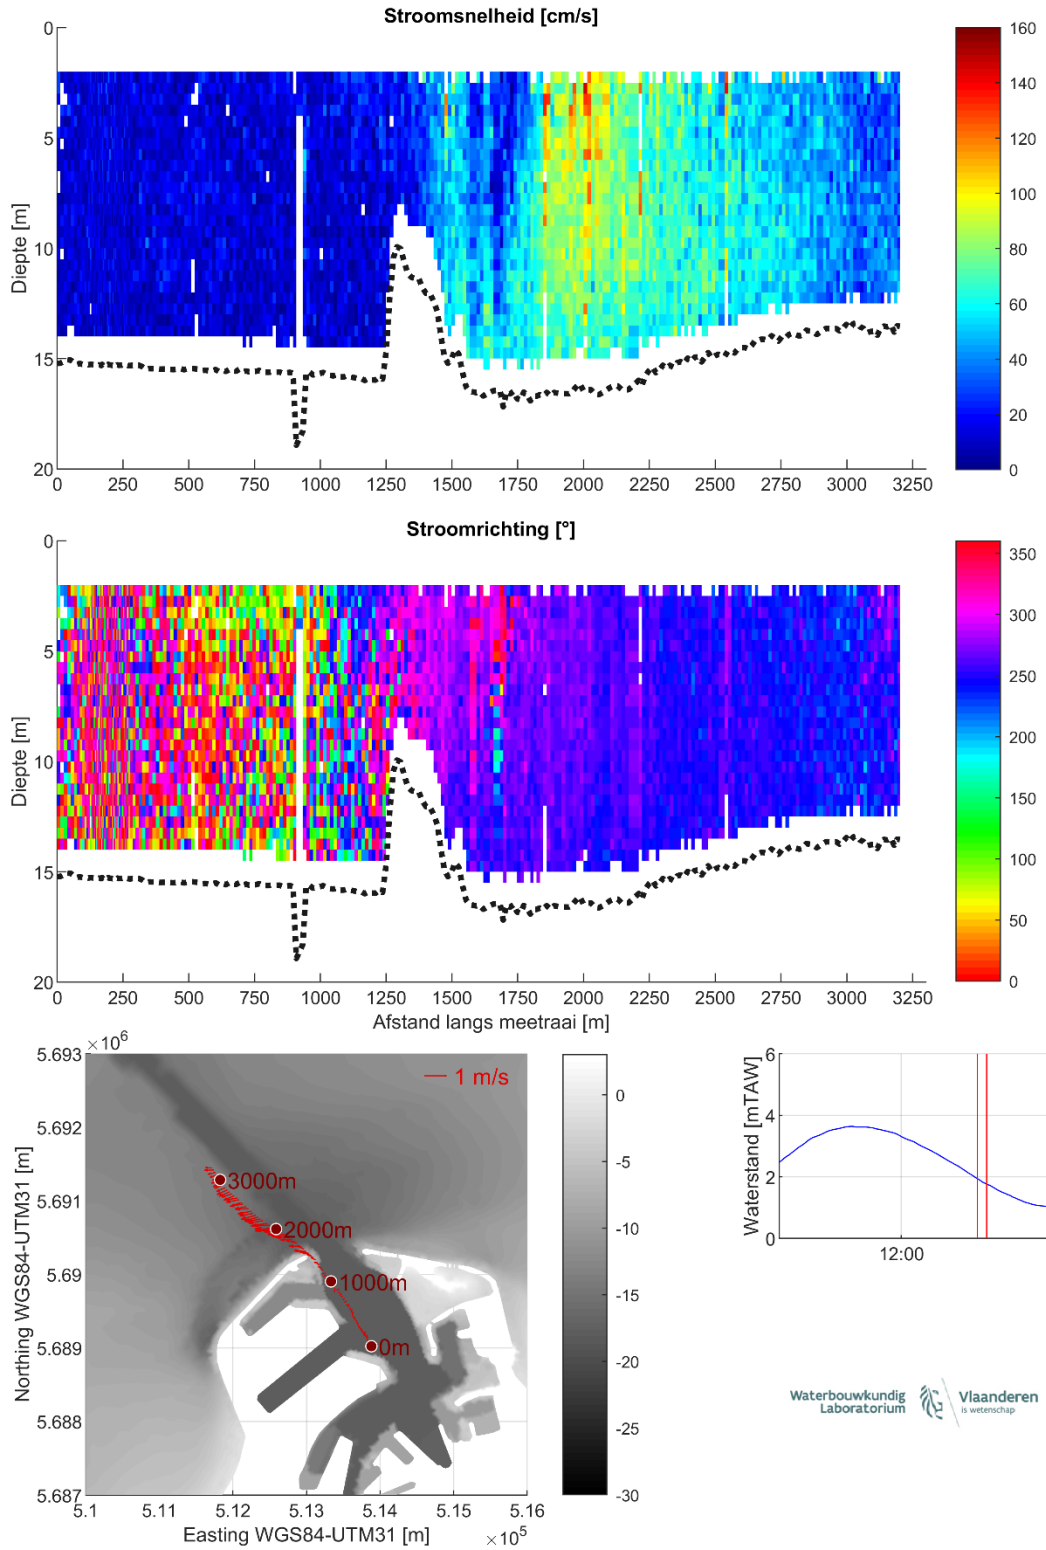 Stroomsnelheid [cm/s]
Diepte [m]
0
5
10
15
20
0 250 500 750 1000 1250 1500 1750 2000 2250 2500 2750 3000 3250
160
140
120
100
80
60
40
20
0
Stroomrichting [°]
Diepte [m]
0
5
10
15
20
0 250 500 750 1000 1250 1500 1750 2000 2250 2500 2750 3000 3250
Afstand langs meetraai [m]
350
300
250
200
150
100
50
0
×10⁶
Northing WGS84-UTM31 [m]
5.693
5.692
5.691
5.69
5.689
5.688
5.687
1 m/s
3000m
2000m
1000m
0m
5.1 5.11 5.12 5.13 5.14 5.15 5.16
Easting WGS84-UTM31 [m]
×10⁵
0
-5
-10
-15
-20
-25
-30
Waterstand [mTAW]
6
4
2
0
12:00
Waterbouwkundig
Laboratorium
Vlaanderen
is wetenschap